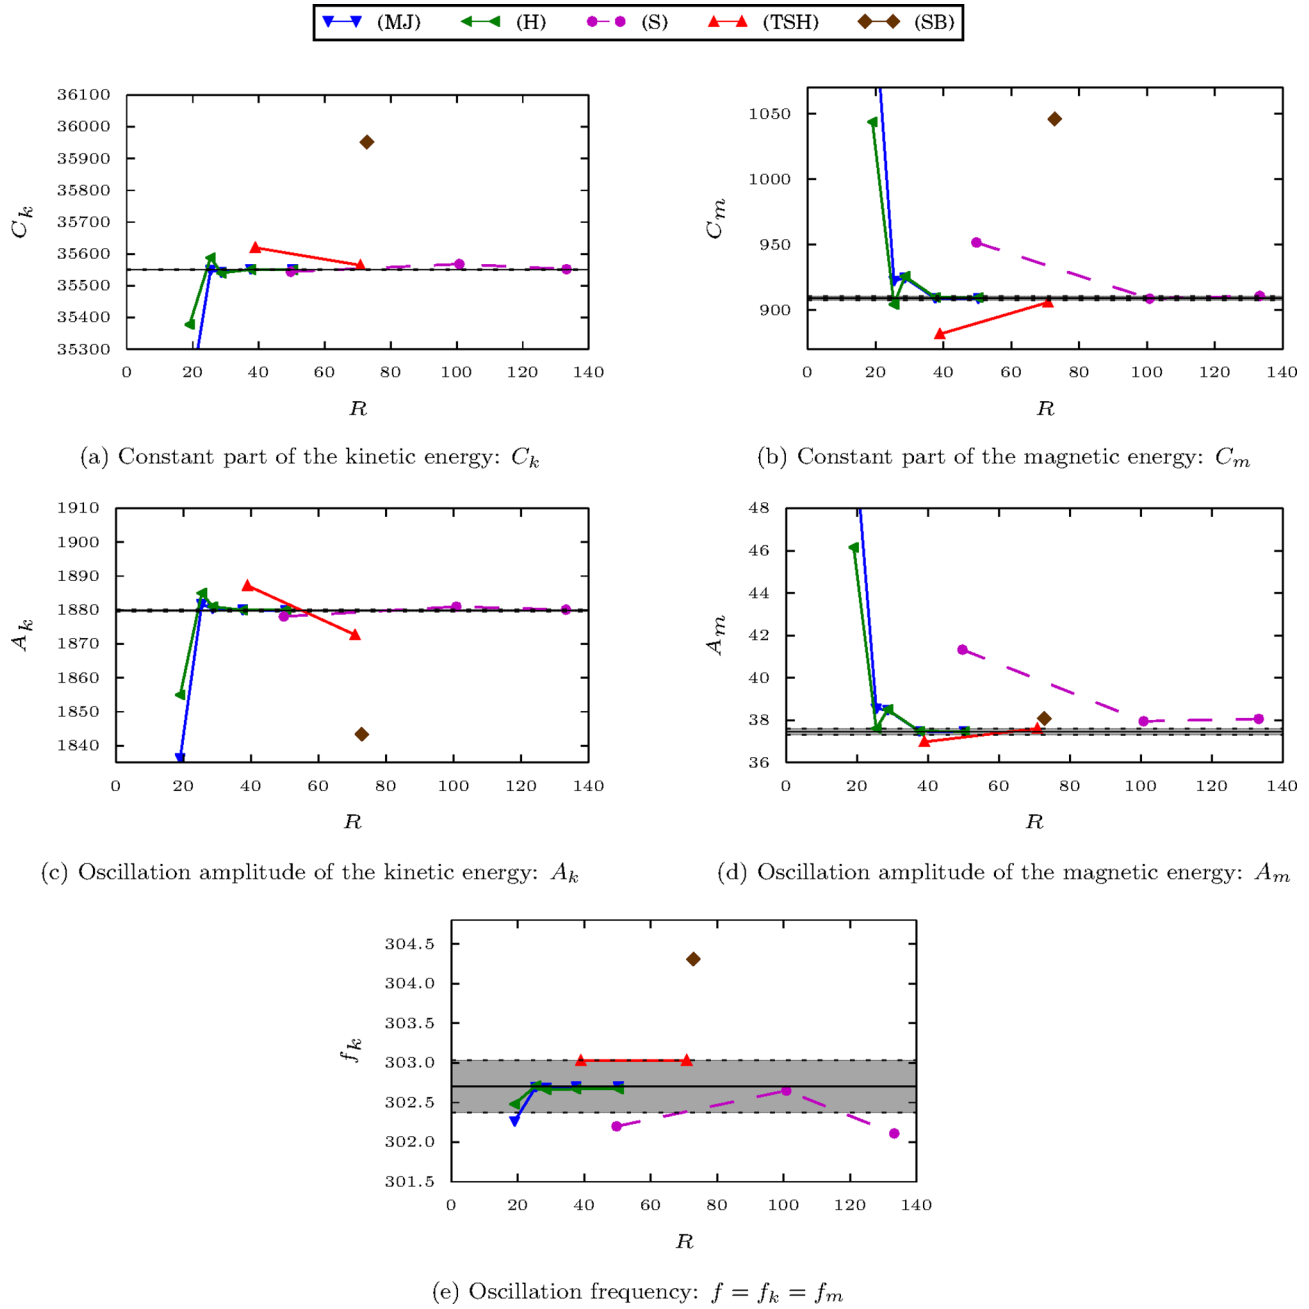 (MJ) (H) (S) (TSH) (SB)
36100
36000
35900
35800
35700
35600
35500
35400
35300
C_k
0 20 40 60 80 100 120 140
R
(a) Constant part of the kinetic energy: C_k
1050
1000
950
900
C_m
0 20 40 60 80 100 120 140
R
(b) Constant part of the magnetic energy: C_m
1910
1900
1890
1880
1870
1860
1850
1840
A_k
0 20 40 60 80 100 120 140
R
(c) Oscillation amplitude of the kinetic energy: A_k
48
46
44
42
40
38
36
A_m
0 20 40 60 80 100 120 140
R
(d) Oscillation amplitude of the magnetic energy: A_m
304.5
304.0
303.5
303.0
302.5
302.0
301.5
f_k
0 20 40 60 80 100 120 140
R
(e) Oscillation frequency: f = f_k = f_m